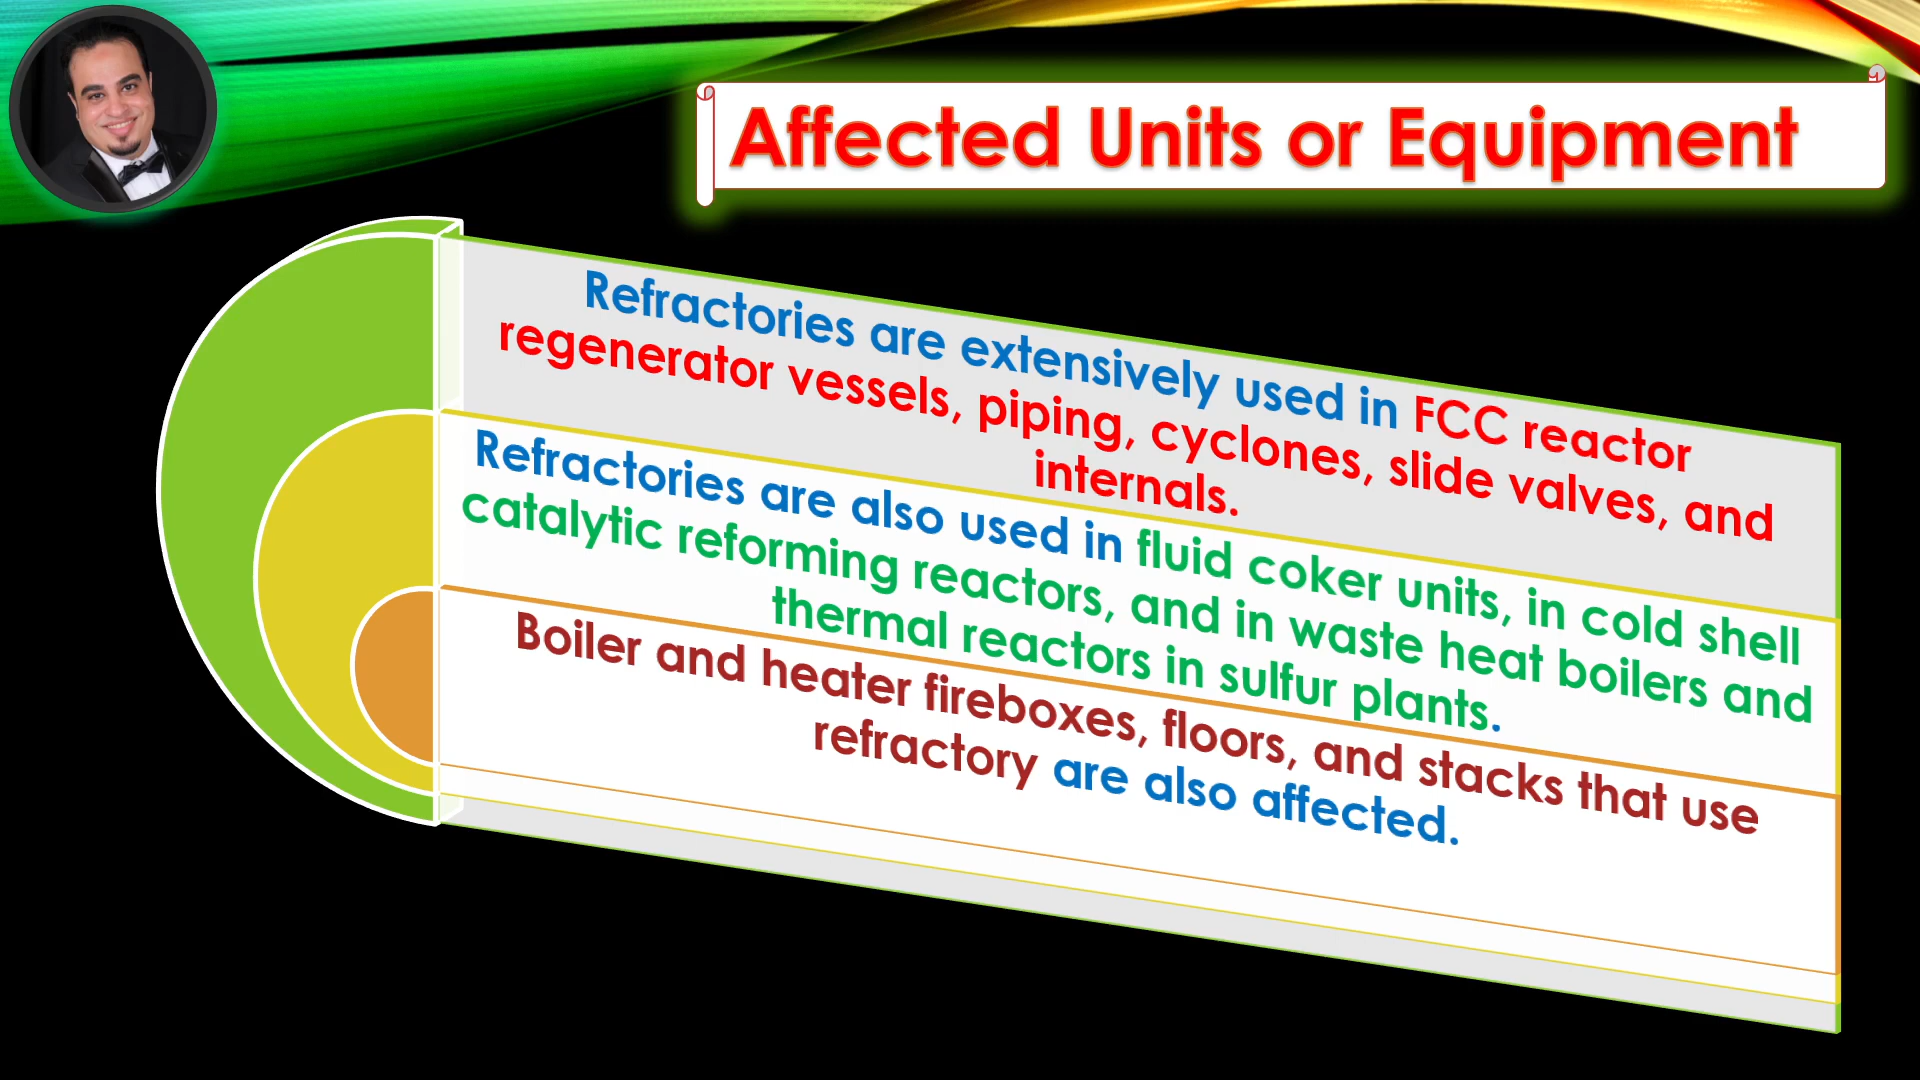 Affected Units or Equipment
Refractories are extensively used in FCC reactor
regenerator vessels, piping, cyclones, slide valves, and
internals.
Refractories are also used in fluid coker units, in cold shell
catalytic reforming reactors, and in waste heat boilers and
thermal reactors in sulfur plants.
Boiler and heater fireboxes, floors, and stacks that use
refractory are also affected.